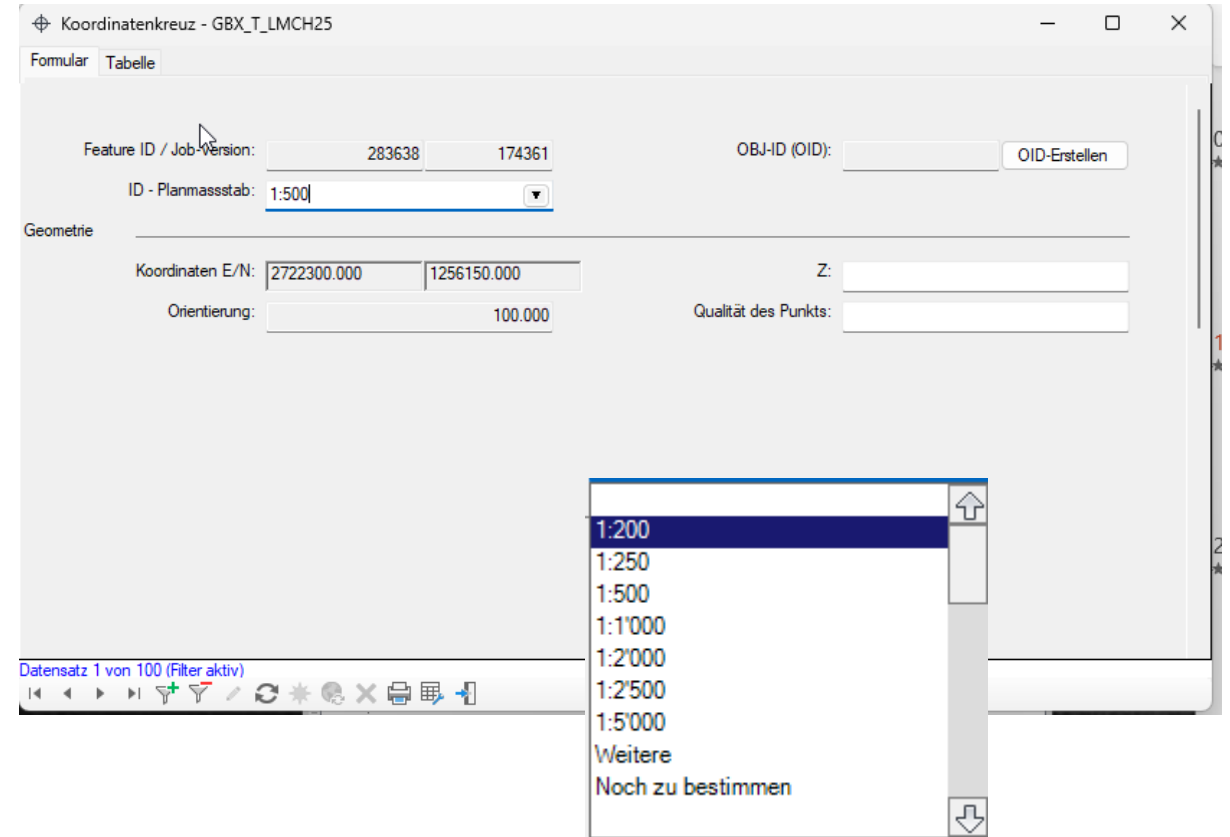 Koordinatenkreuz - GBX_T_LMCH25
Formular Tabelle
Feature ID / Job-Version: 283638 174361 OBJ-ID (OID): OID-Erstellen
ID - Planmassstab: 1:500
Geometrie
Koordinaten E/N: 2722300.000 1256150.000 Z:
Orientierung: 100.000 Qualität des Punkts:
1:200
1:250
1:500
1:1'000
1:2'000
1:2'500
1:5'000
Weitere
Noch zu bestimmen
Datensatz 1 von 100 (Filter aktiv)